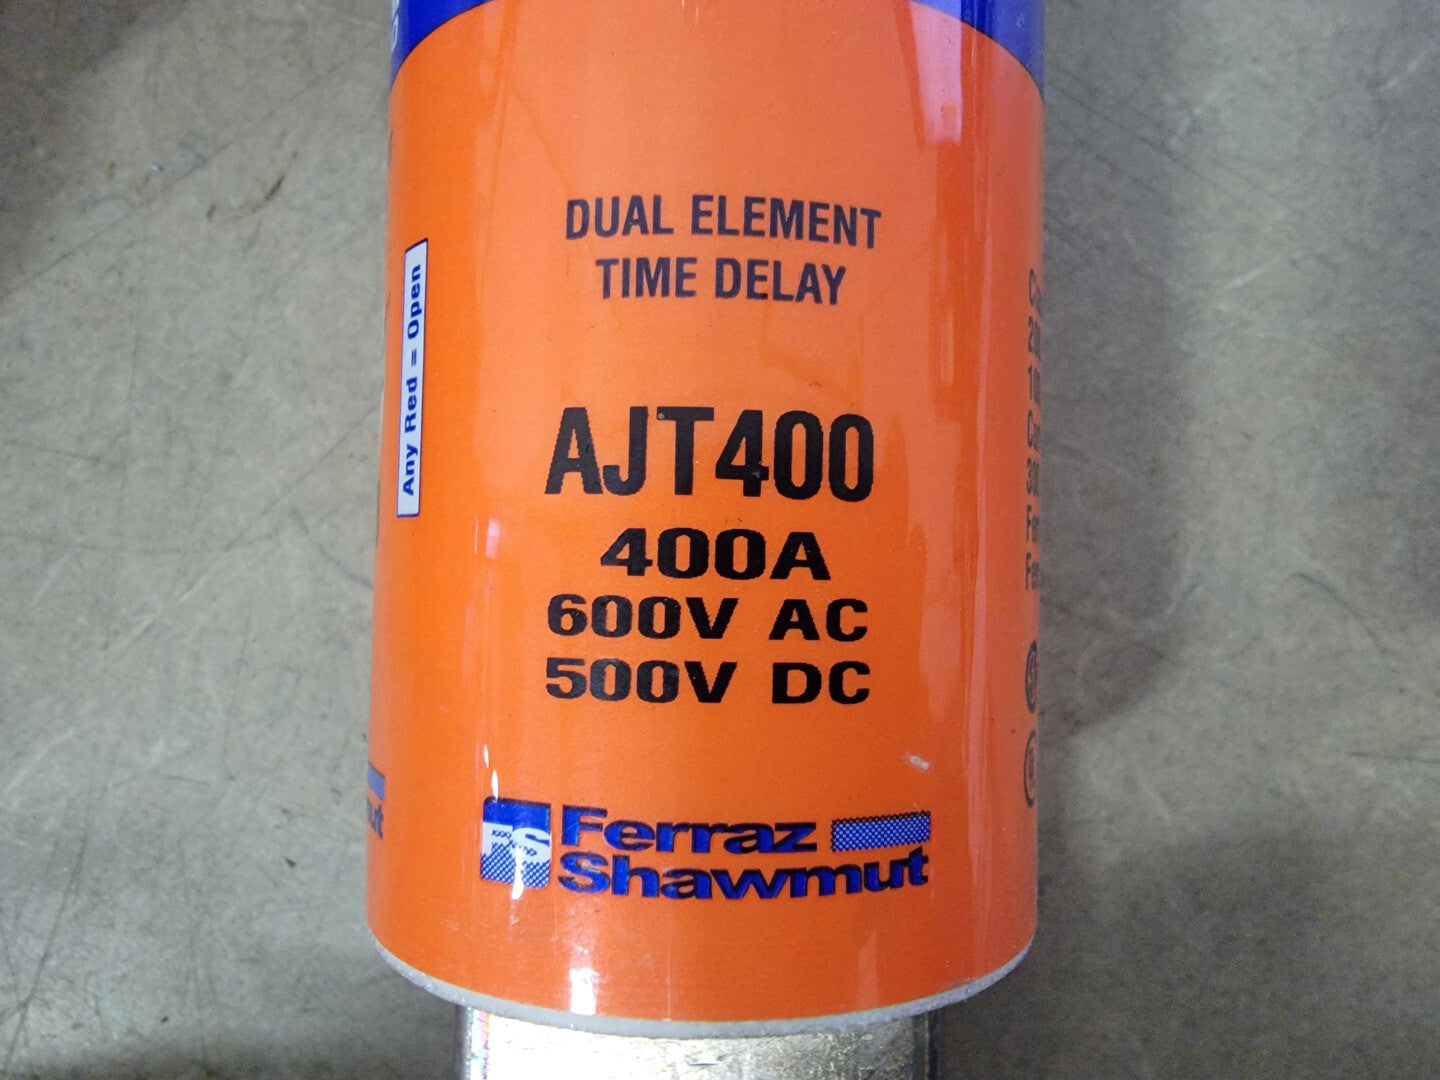 DUAL ELEMENT
TIME DELAY
Any Red = Open
AJT400
400A
600V AC
500V DC
Ferraz
Shawmut